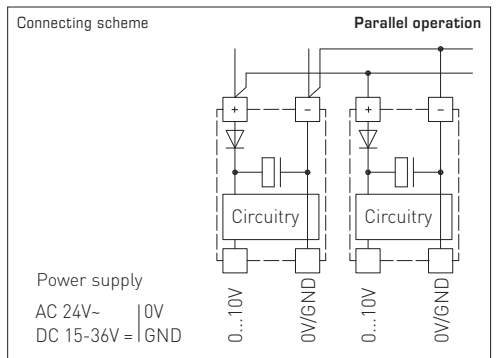 Connecting scheme
Parallel operation
+ − + −
Circuitry Circuitry
Power supply
AC 24V~ 0V
DC 15-36V = GND
0...10V
0V/GND
0...10V
0V/GND